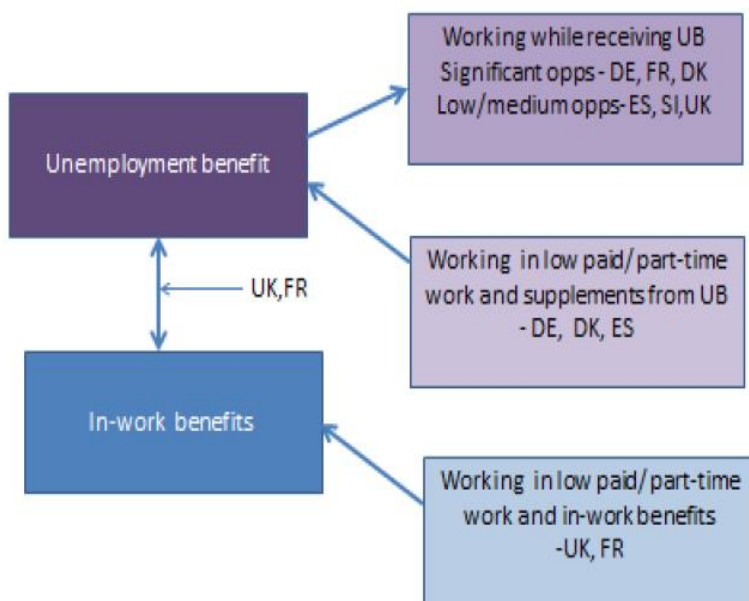 Working while receiving UB
Significant opps - DE, FR, DK
Low/medium opps-ES, SI,UK
Unemployment benefit
Working in low paid/part-time
work and supplements from UB
- DE, DK, ES
UK,FR
In-work benefits
Working in low paid/part-time
work and in-work benefits
-UK, FR